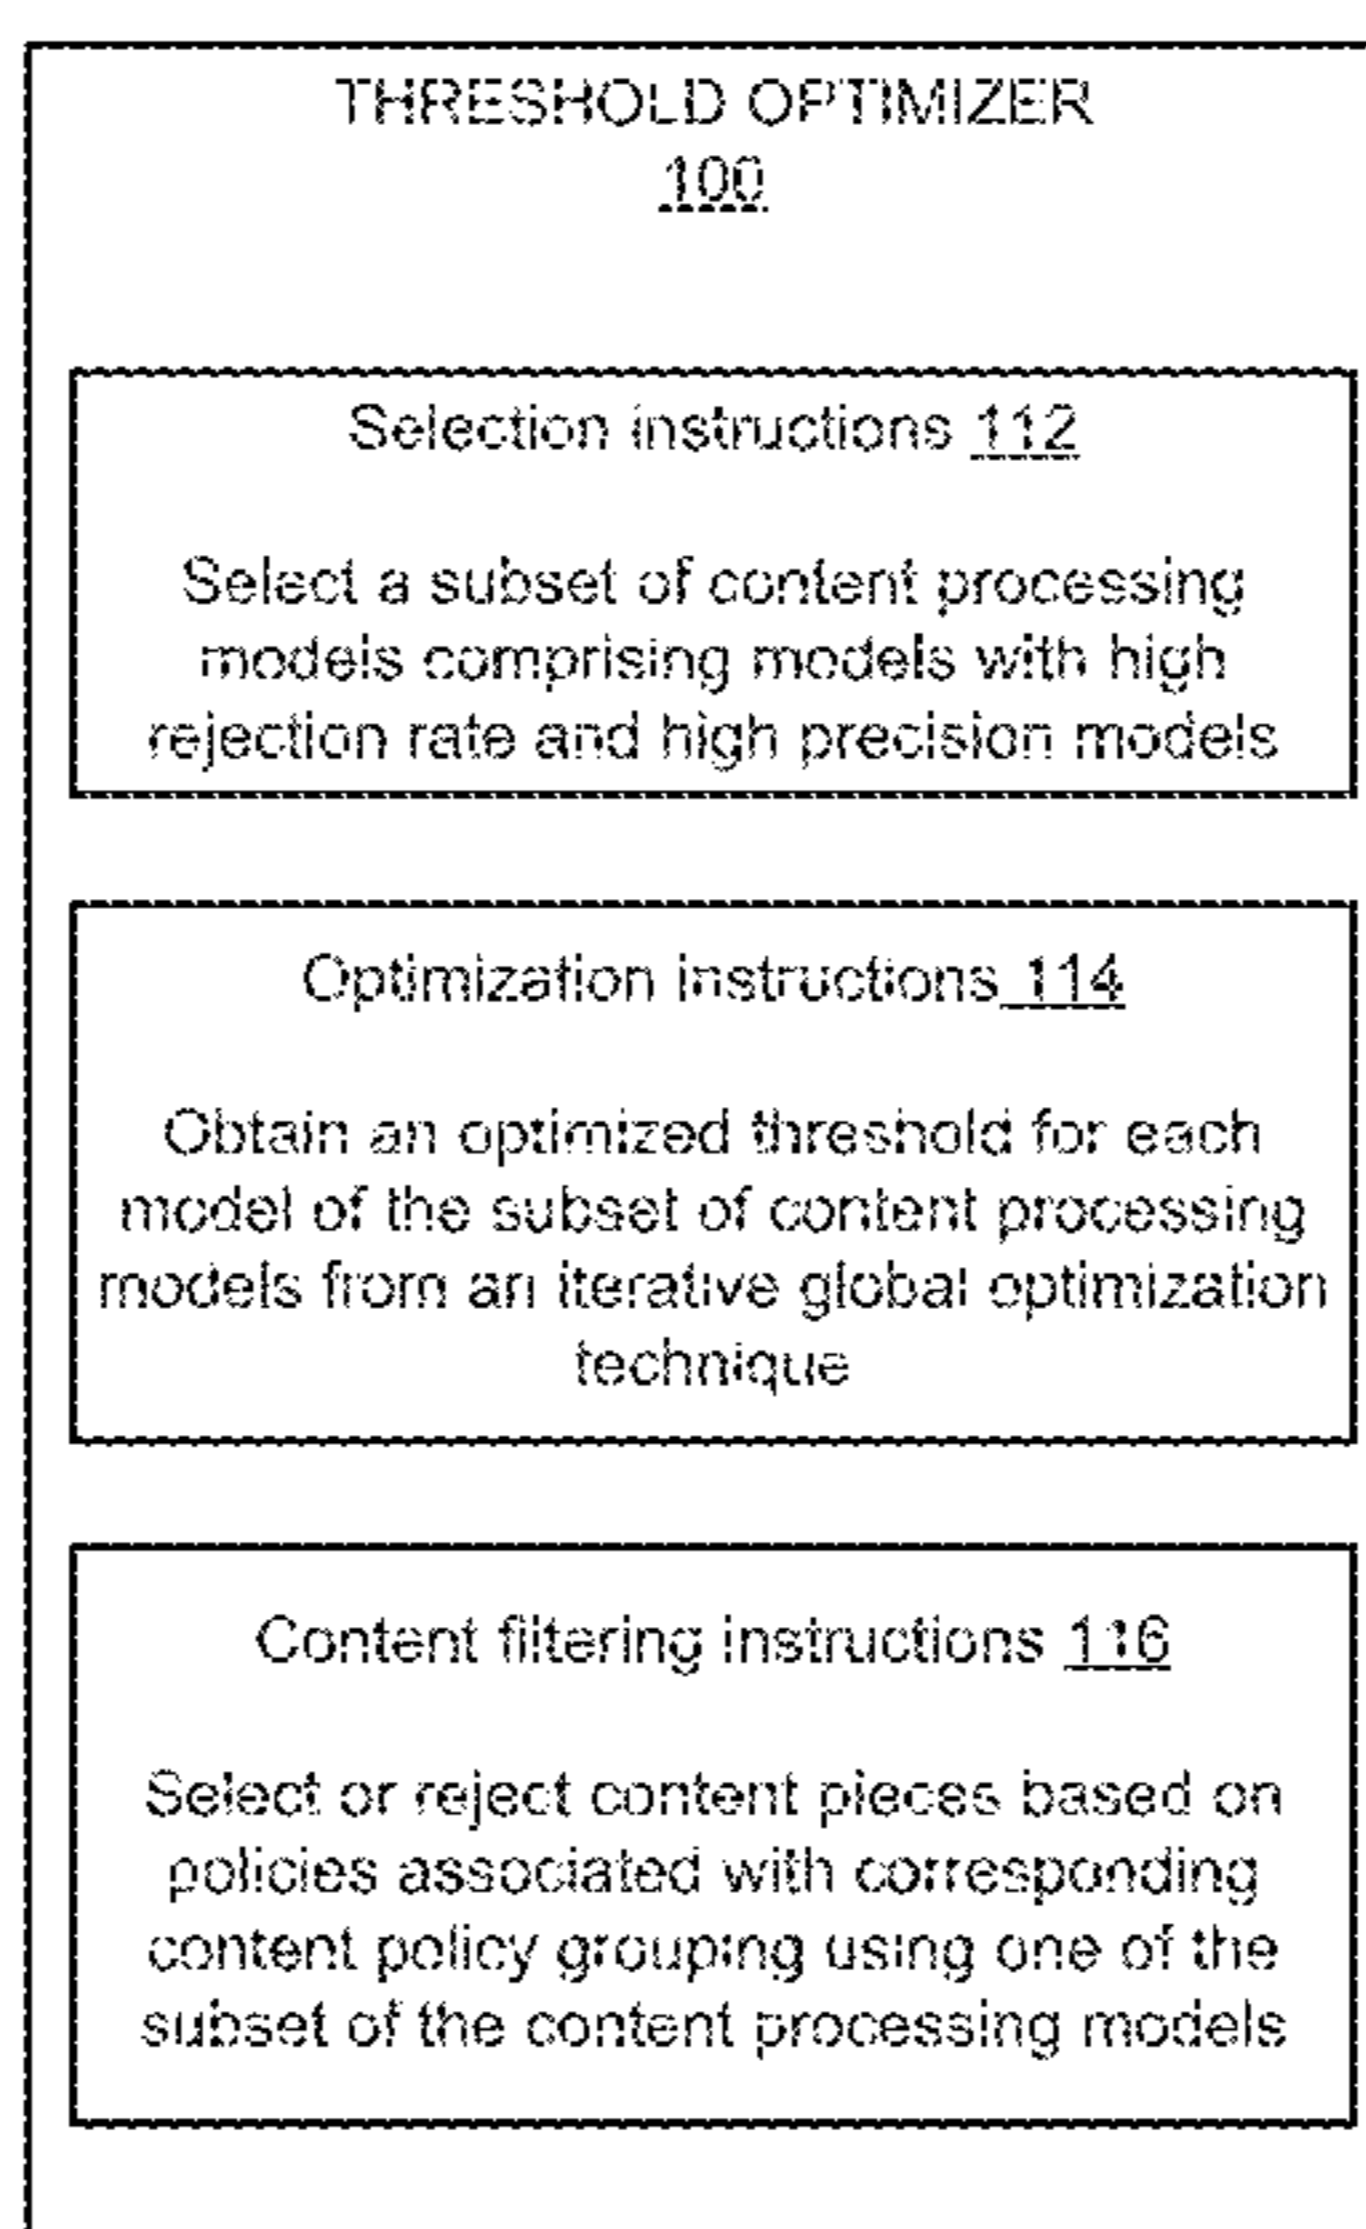 THRESHOLD OPTIMIZER
100
Selection instructions 112
Select a subset of content processing
models comprising models with high
rejection rate and high precision models
Optimization instructions 114
Obtain an optimized threshold for each
model of the subset of content processing
models from an iterative global optimization
technique
Content filtering instructions 116
Select or reject content pieces based on
policies associated with corresponding
content policy grouping using one of the
subset of the content processing models